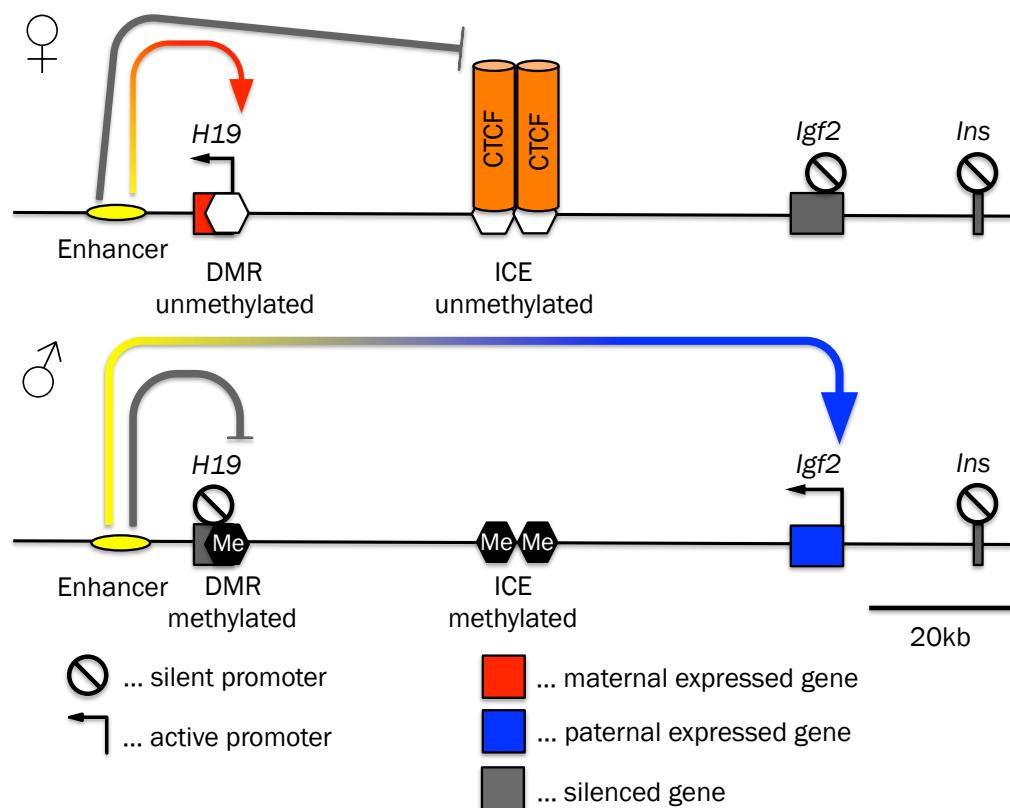 CTCF
CTCF
H19
Igf2
Ins
Enhancer
DMR
unmethylated
ICE
unmethylated
H19
Igf2
Ins
Me
Me Me
Enhancer
DMR
methylated
ICE
methylated
20kb
... silent promoter
... maternal expressed gene
... active promoter
... paternal expressed gene
... silenced gene